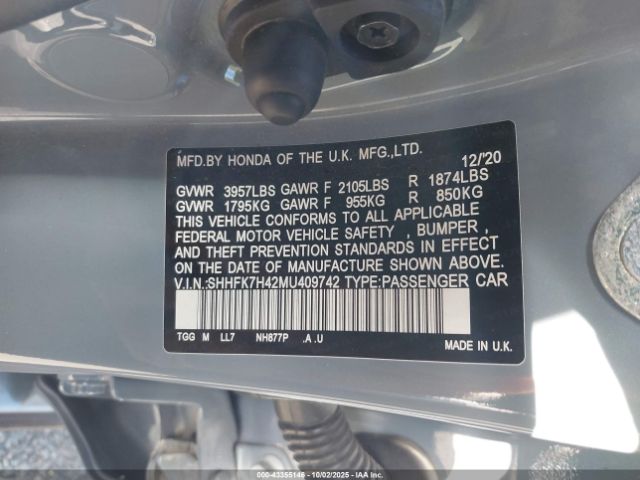 MFD.BY HONDA OF THE U.K. MFG.,LTD. 12/'20
GVWR 3957LBS GAWR F 2105LBS R 1874LBS
GVWR 1795KG GAWR F 955KG R 850KG
THIS VEHICLE CONFORMS TO ALL APPLICABLE
FEDERAL MOTOR VEHICLE SAFETY , BUMPER ,
AND THEFT PREVENTION STANDARDS IN EFFECT
ON THE DATE OF MANUFACTURE SHOWN ABOVE.
V.I.N.:SHHFK7H42MU409742 TYPE:PASSENGER CAR
TGG M LL7 NH877P .A.U MADE IN U.K.
000-43355146 - 10/02/2025 - Copart, IAA Inc.